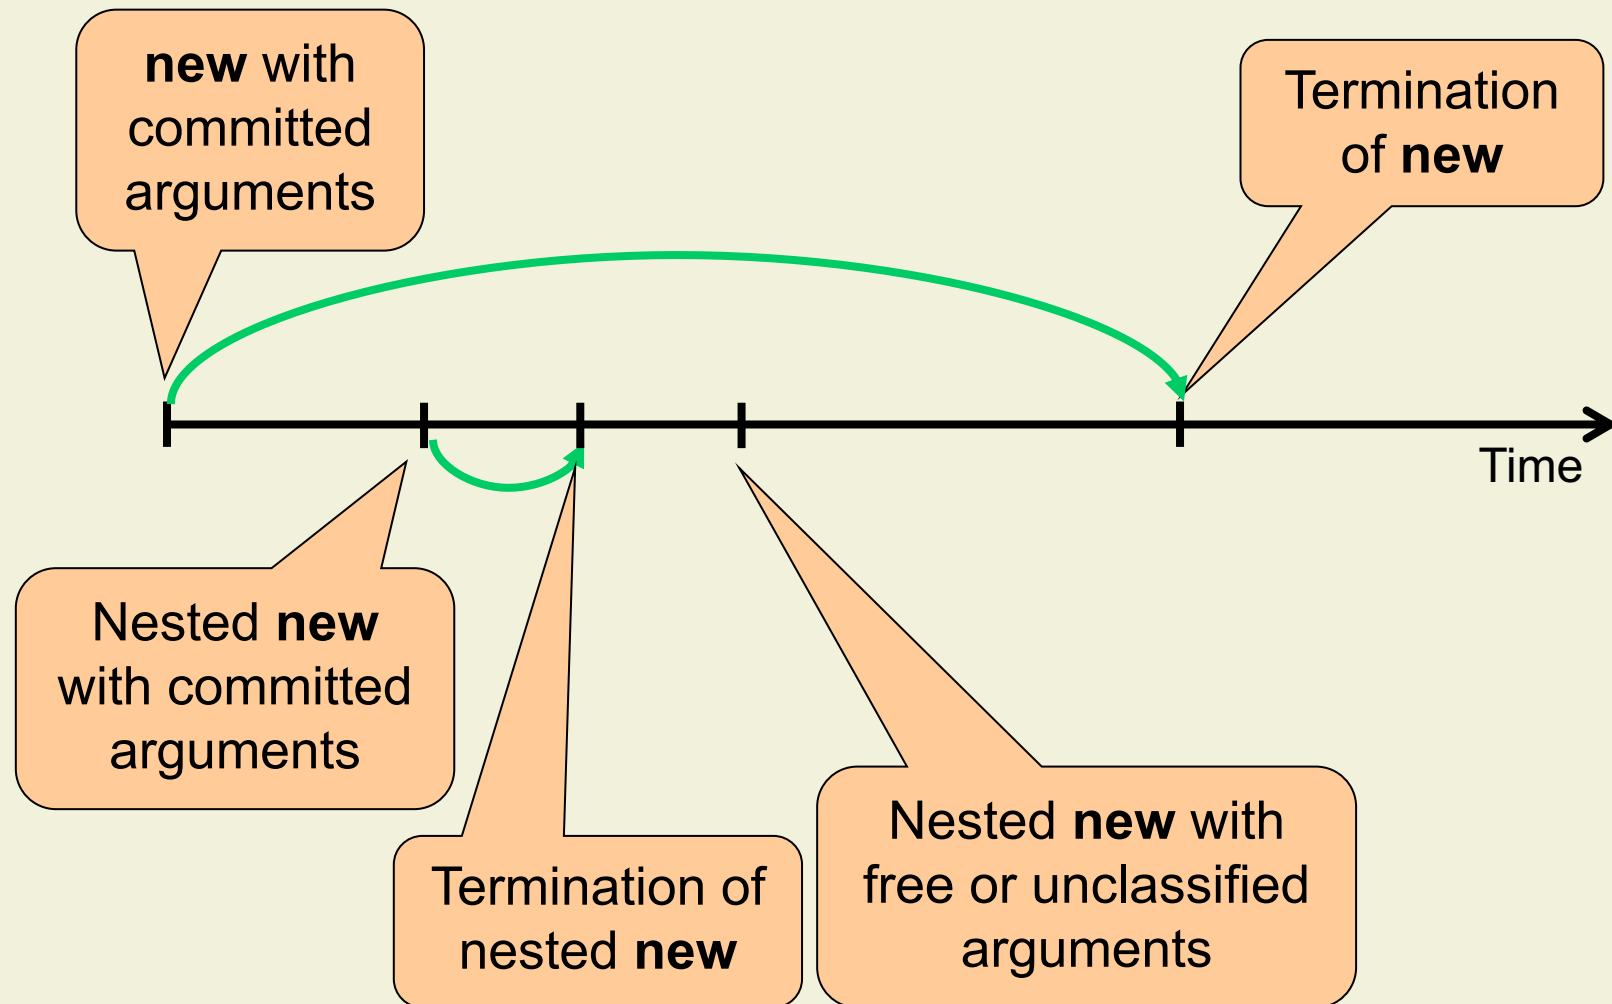 new with
committed
arguments
Termination
of new
Time
Nested new
with committed
arguments
Termination of
nested new
Nested new with
free or unclassified
arguments